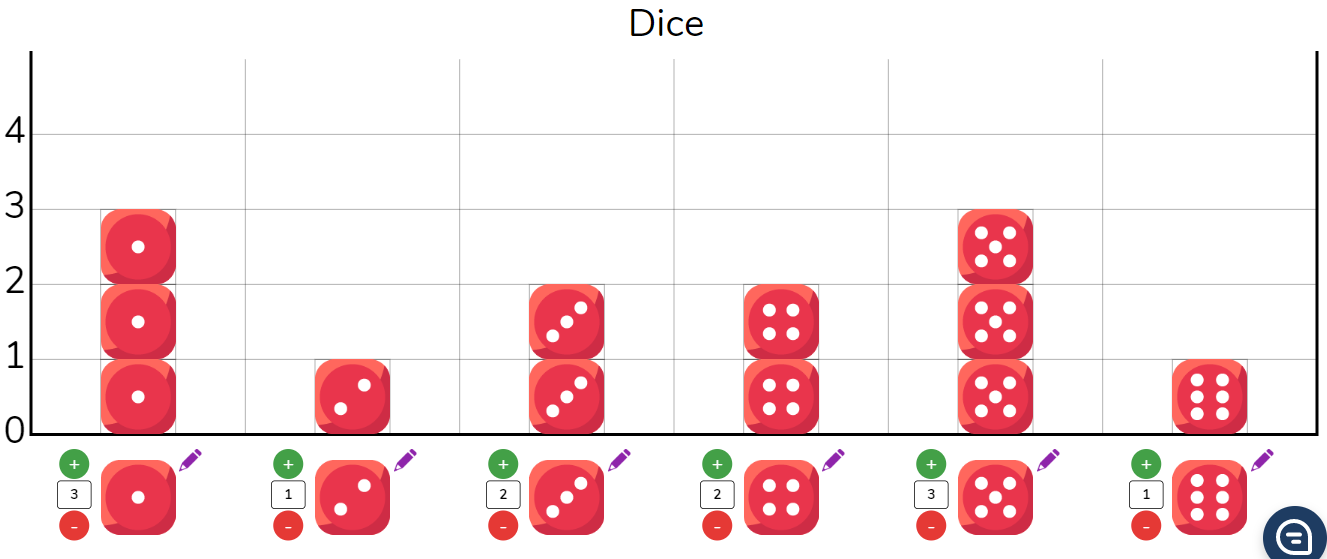 Dice
4
3
2
1
0
+ + + + + +
3 1 2 2 3 1
- - - - - -